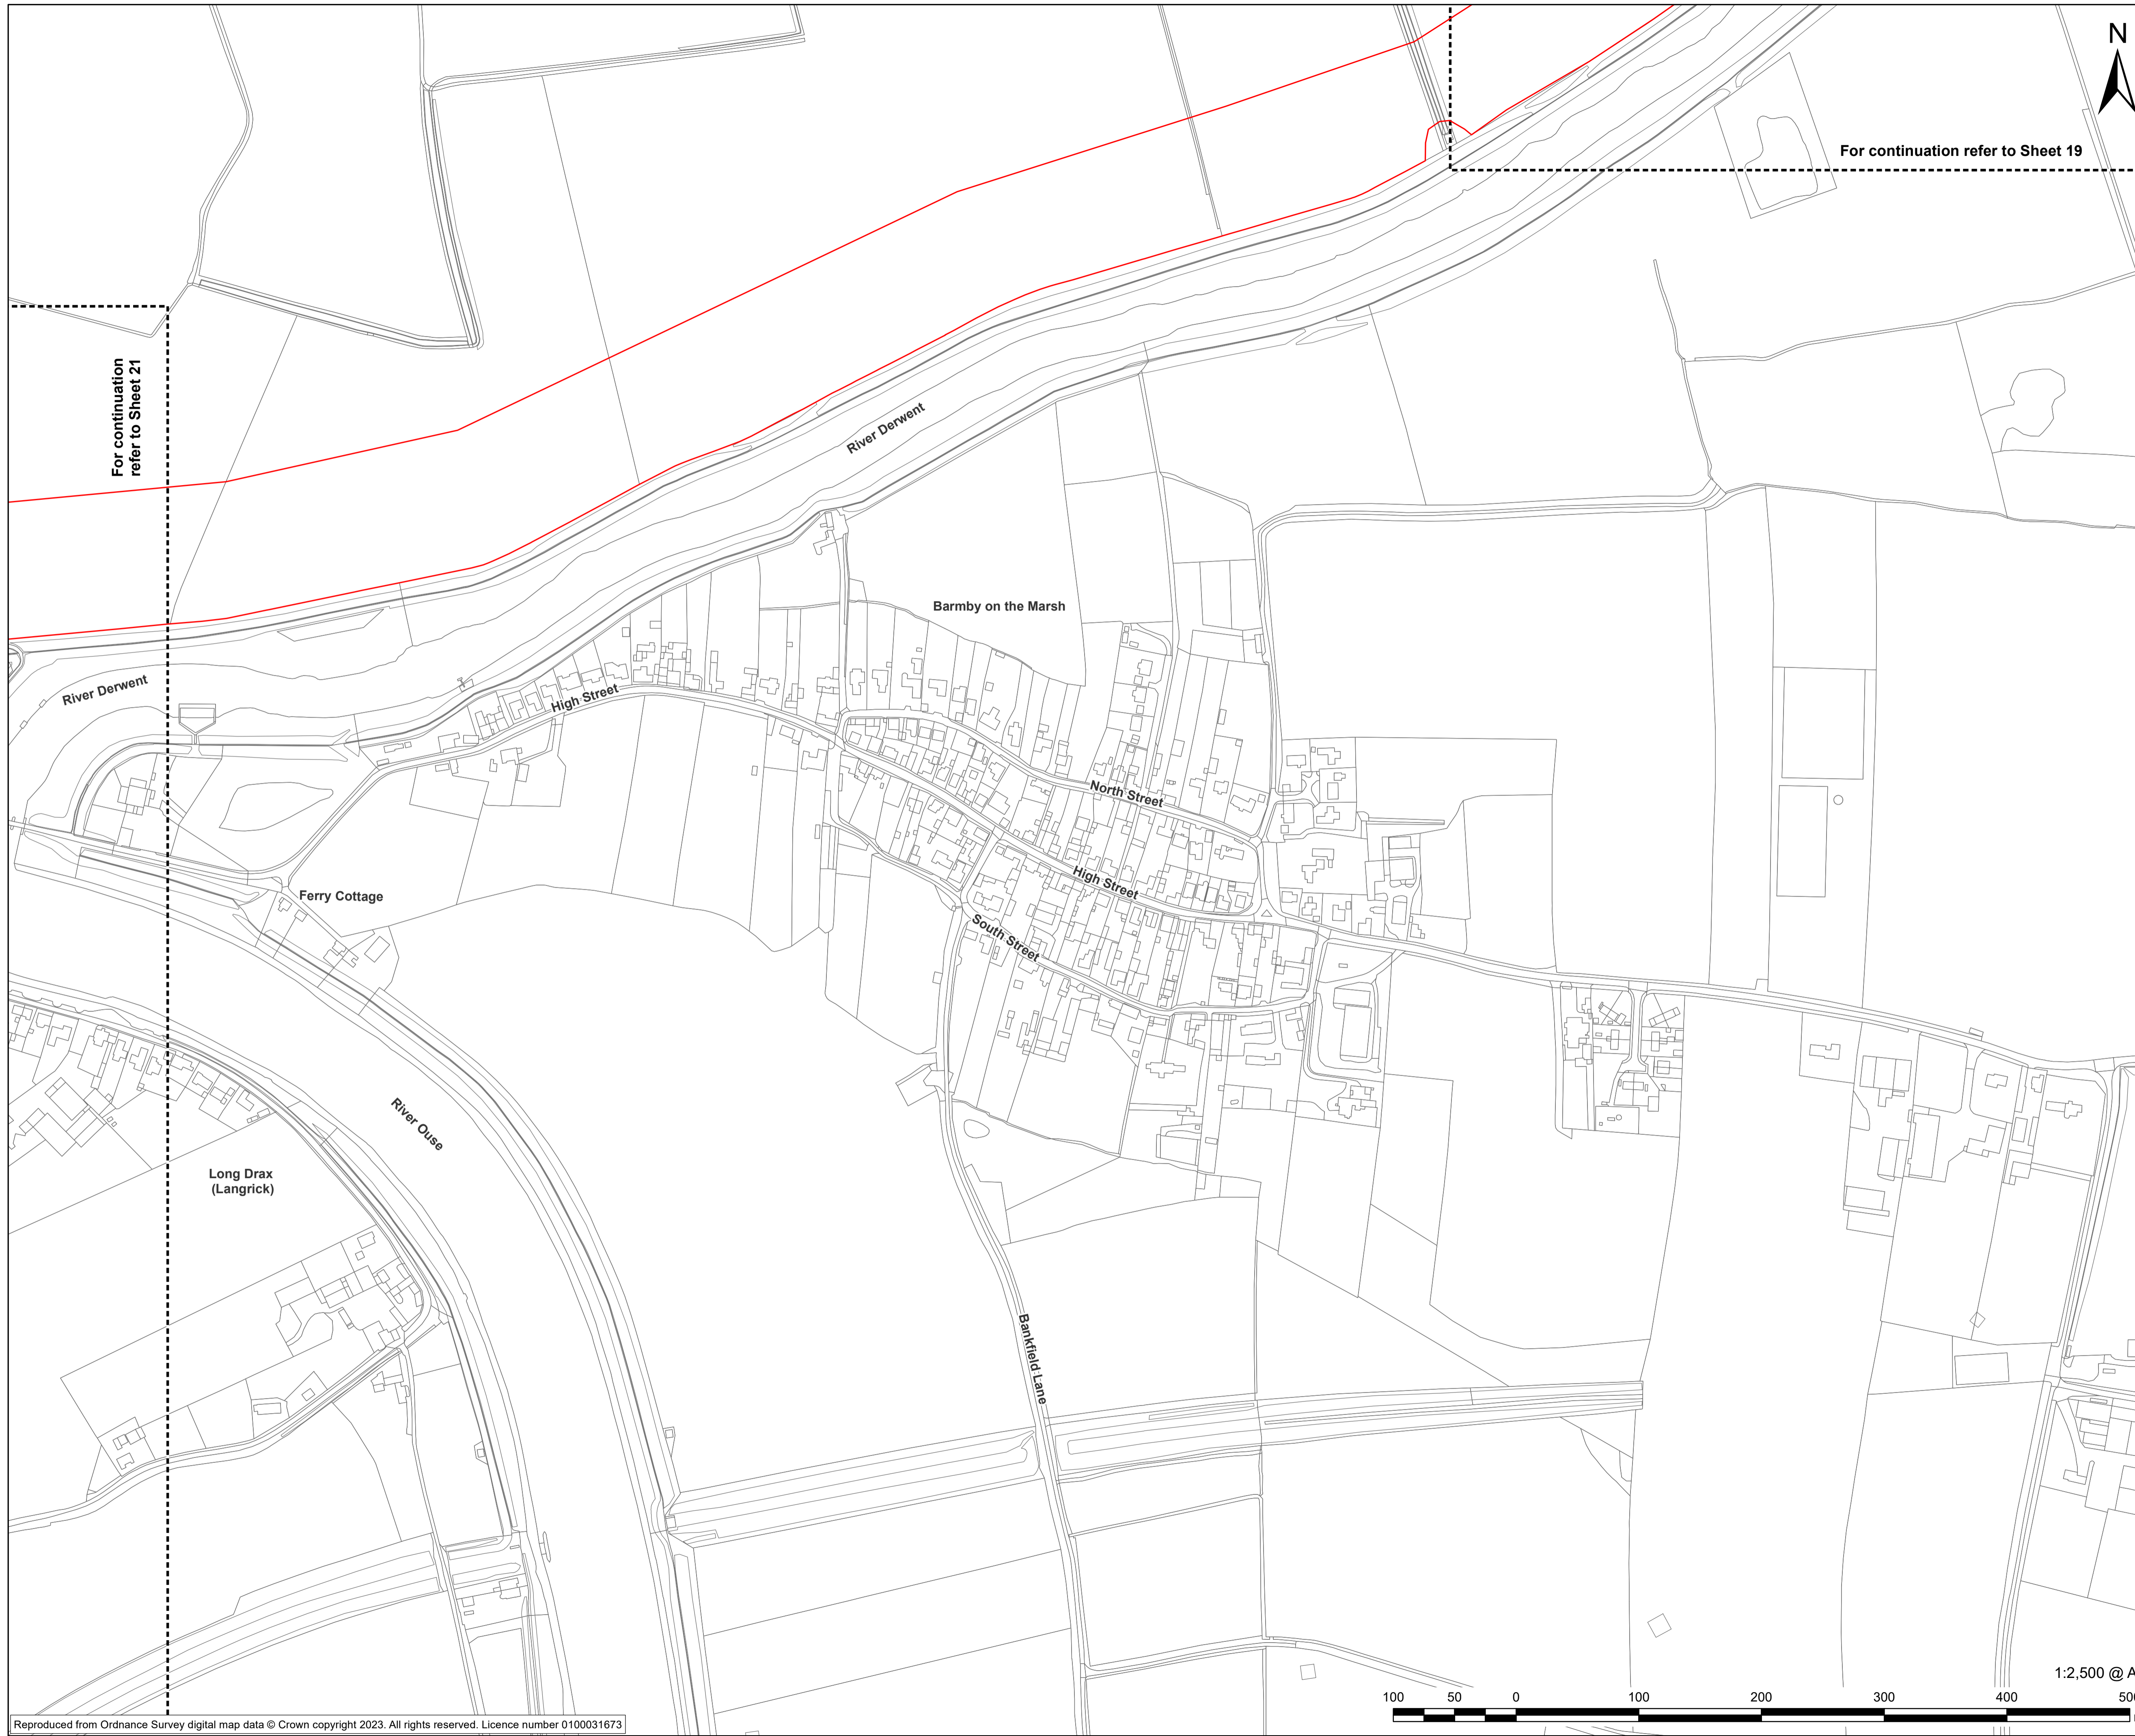 N
For continuation refer to Sheet 19
For continuation
refer to Sheet 21
River Derwent
Barmby on the Marsh
River Derwent
High Street
North Street
High Street
Ferry Cottage
South Street
River Ouse
Long Drax
(Langrick)
Bankfield Lane
1:2,500 @ A
100 50 0 100 200 300 400
Reproduced from Ordnance Survey digital map data © Crown copyright 2023. All rights reserved. Licence number 0100031673